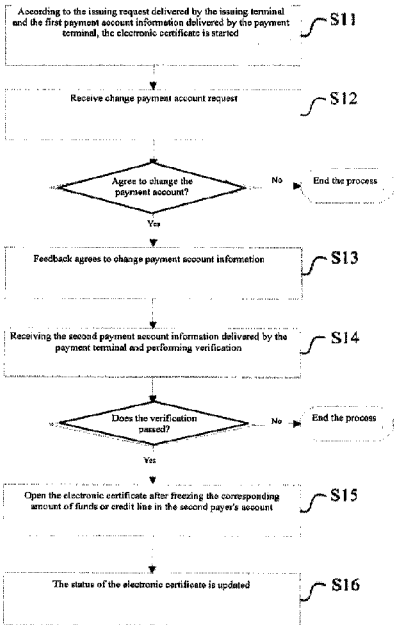 According to the issuing request delivered by the issuing terminal
and the first payment account information delivered by the payment
terminal, the electronic certificate is started
S11
Receive change payment account request
S12
Agree to change the
payment account?
No
End the process
Yes
Feedback agrees to change payment account information
S13
Receiving the second payment account information delivered by the
payment terminal and performing verification
S14
Does the verification
passed?
No
End the process
Yes
Open the electronic certificate after freezing the corresponding
amount of funds or credit line in the second payer's account
S15
The status of the electronic certificate is updated
S16